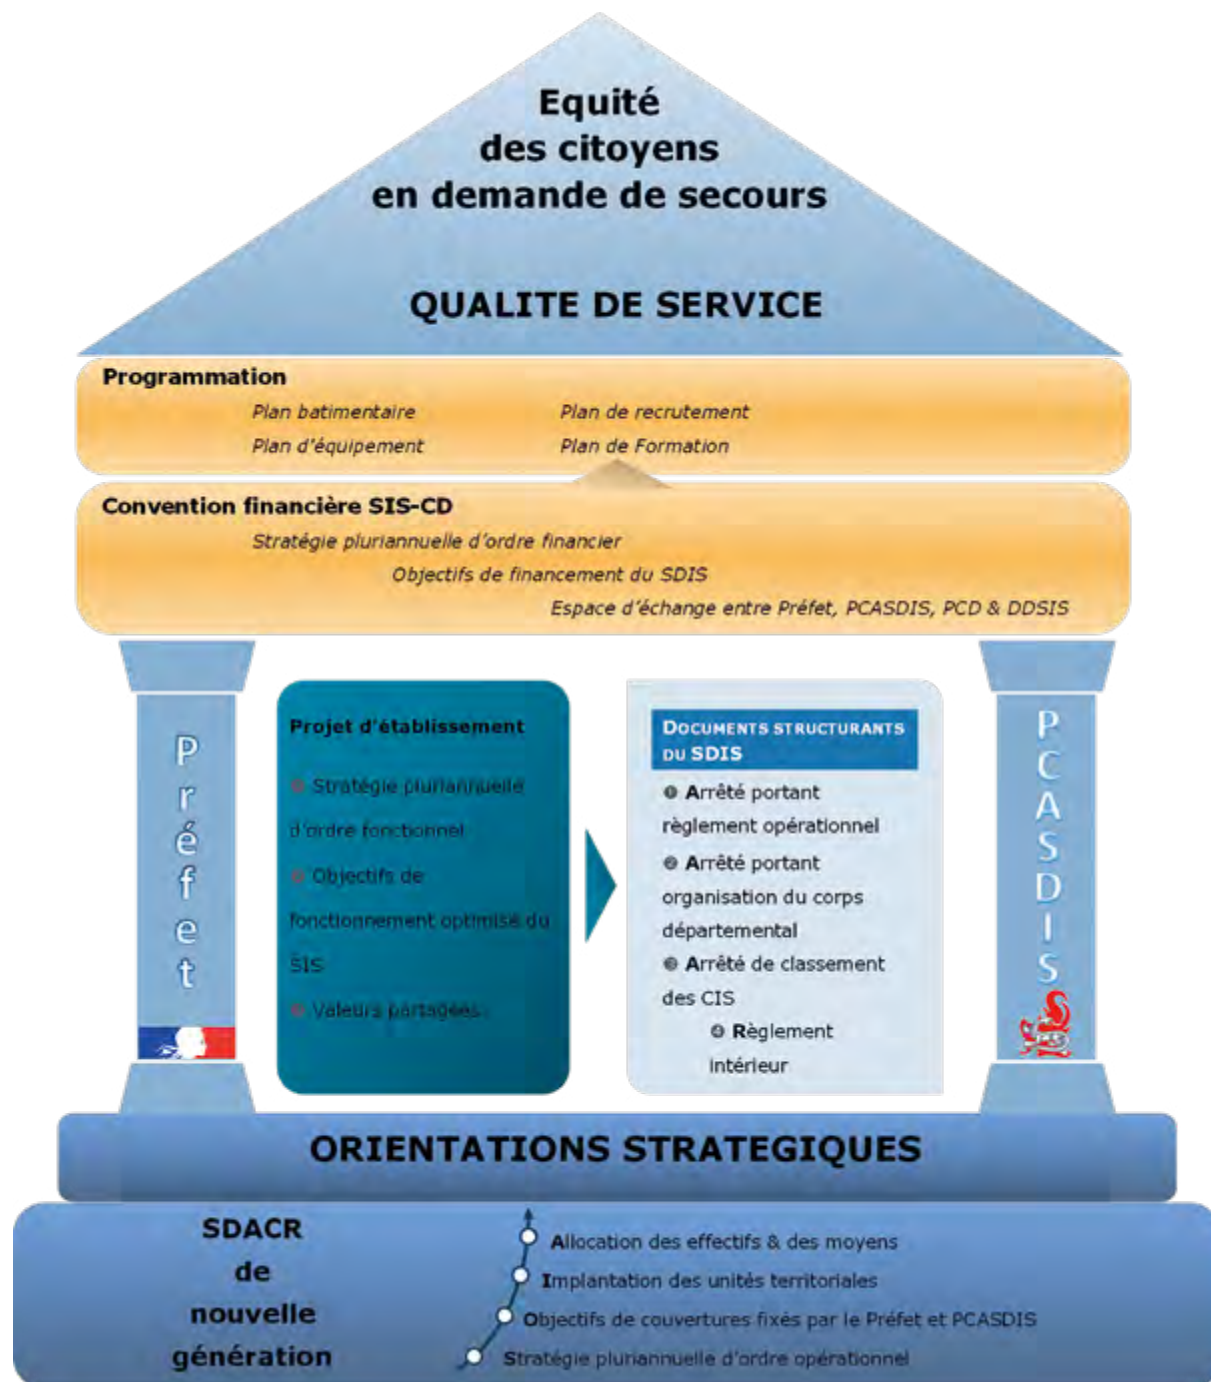 Equité
des citoyens
en demande de secours
QUALITE DE SERVICE
Programmation
Plan batimentaire
Plan de recrutement
Plan d'équipement
Plan de Formation
Convention financière SIS-CD
Stratégie pluriannuelle d'ordre financier
Objectifs de financement du SDIS
Espace d'échange entre Préfet, PCASDIS, PCD & DDSIS
Préfet
Projet d'établissement
Stratégie pluriannuelle
d'ordre fonctionnel
Objectifs de
fonctionnement optimisé du
SIS
Valeurs partagées
DOCUMENTS STRUCTURANTS
DU SDIS
1 Arrêté portant
règlement opérationnel
2 Arrêté portant
organisation du corps
départemental
3 Arrêté de classement
des CIS
4 Règlement
intérieur
PCASDIS
ORIENTATIONS STRATEGIQUES
SDACR
de
nouvelle
génération
Allocation des effectifs & des moyens
Implantation des unités territoriales
Objectifs de couvertures fixés par le Préfet et PCASDIS
Stratégie pluriannuelle d'ordre opérationnel